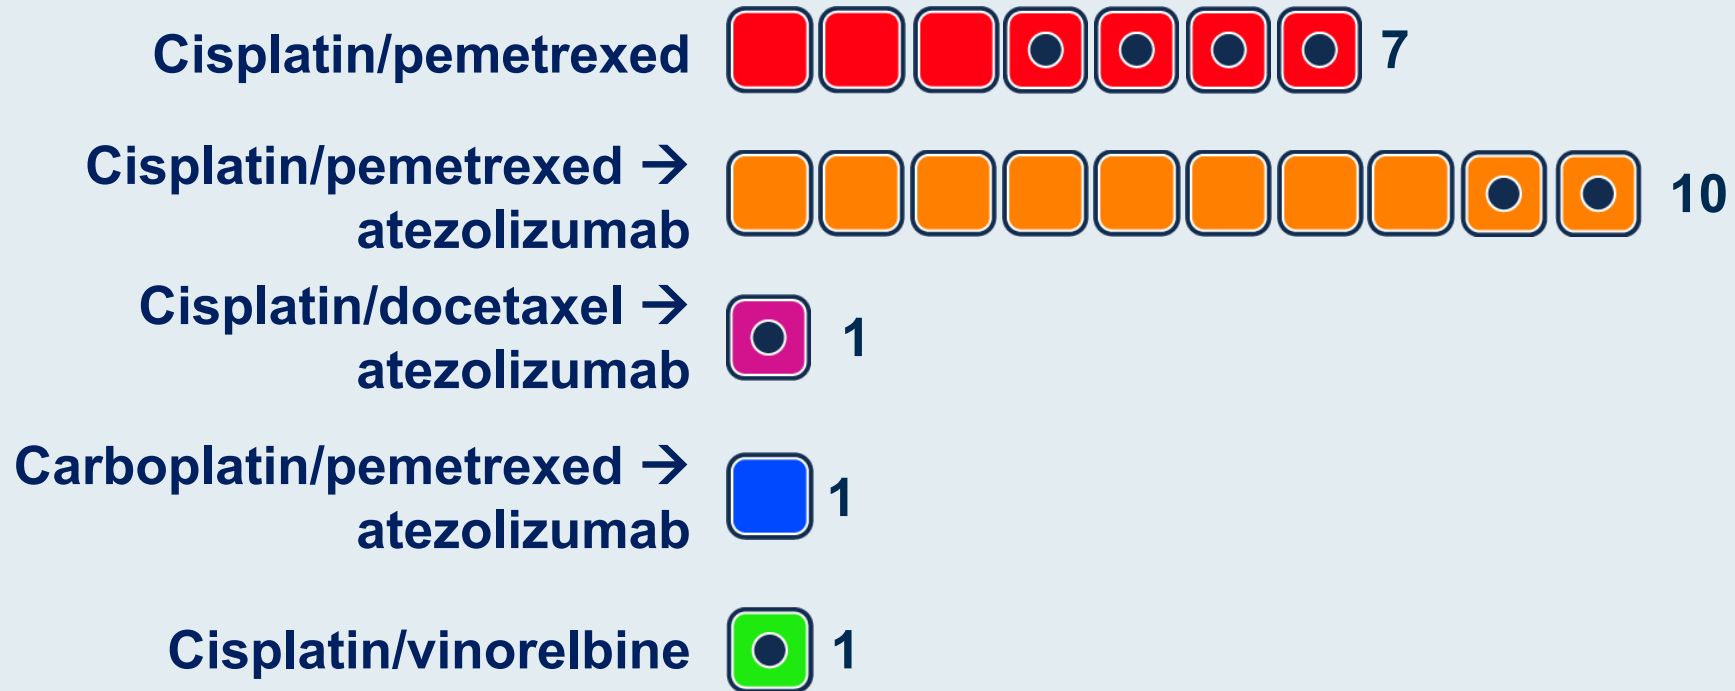 Cisplatin/pemetrexed 7
Cisplatin/pemetrexed →
atezolizumab 10
Cisplatin/docetaxel →
atezolizumab 1
Carboplatin/pemetrexed →
atezolizumab 1
Cisplatin/vinorelbine 1